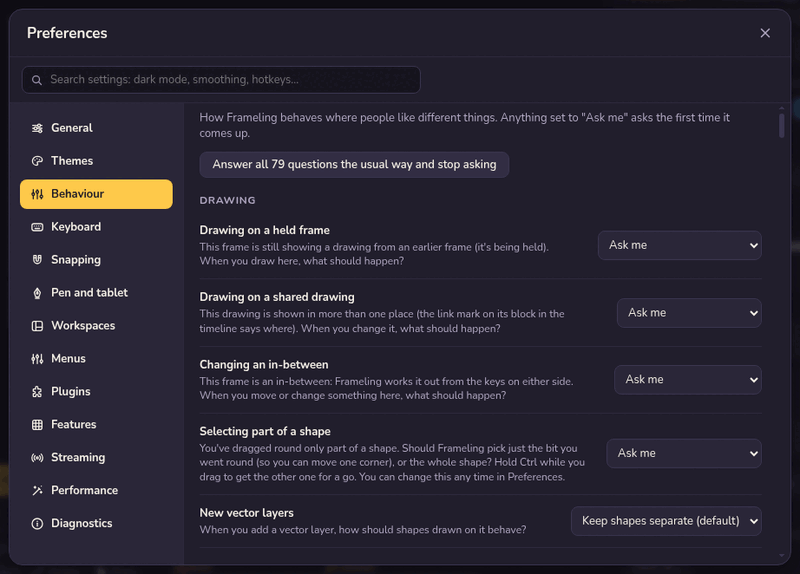 Preferences
Search settings: dark mode, smoothing, hotkeys...
General
Themes
Behaviour
Keyboard
Snapping
Pen and tablet
Workspaces
Menus
Plugins
Features
Streaming
Performance
Diagnostics
How Frameling behaves where people like different things. Anything set to "Ask me" asks the first time it
comes up.
Answer all 79 questions the usual way and stop asking
DRAWING
Drawing on a held frame
This frame is still showing a drawing from an earlier frame (it's being held).
When you draw here, what should happen?
Ask me
Drawing on a shared drawing
This drawing is shown in more than one place (the link mark on its block in the
timeline says where). When you change it, what should happen?
Ask me
Changing an in-between
This frame is an in-between: Frameling works it out from the keys on either side.
When you move or change something here, what should happen?
Ask me
Selecting part of a shape
You've dragged round only part of a shape. Should Frameling pick just the bit you
went round (so you can move one corner), or the whole shape? Hold Ctrl while you
drag to get the other one for a go. You can change this any time in Preferences.
Ask me
New vector layers
When you add a vector layer, how should shapes drawn on it behave?
Keep shapes separate (default)